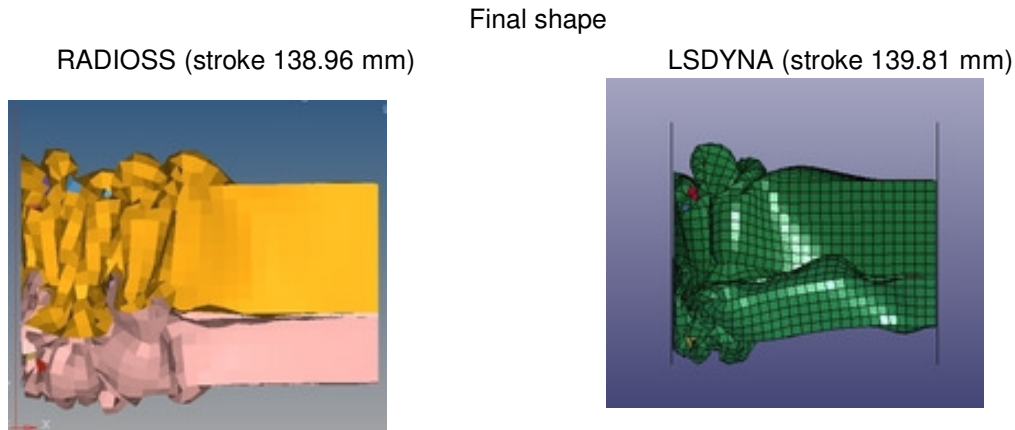 Final shape
RADIOSS (stroke 138.96 mm)
LSDYNA (stroke 139.81 mm)
X